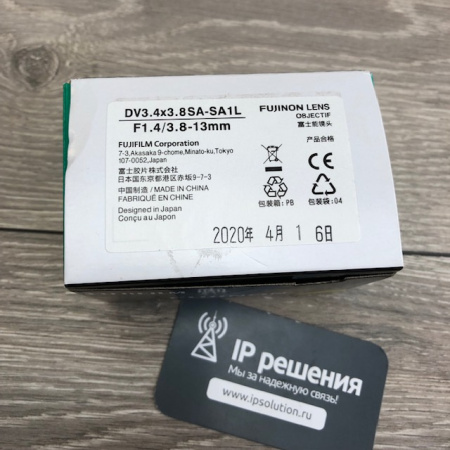 DV3.4x3.8SA-SA1L
F1.4/3.8-13mm
FUJIFILM Corporation
7-3, Akasaka 9-chome, Minato-ku, Tokyo
107-0052, Japan
富士胶片株式会社
日本国东京都港区赤坂9-7-3
中国制造 / MADE IN CHINA
FABRIQUÉ EN CHINE
Designed in Japan
Conçu au Japon
FUJINON LENS
OBJECTIF
富士能镜头
产品合格
CE
包装箱: PB
包装袋: 04
2020年 4月 1 6日
IP решения
Мы за надежную связь!
www.ipsolution.ru